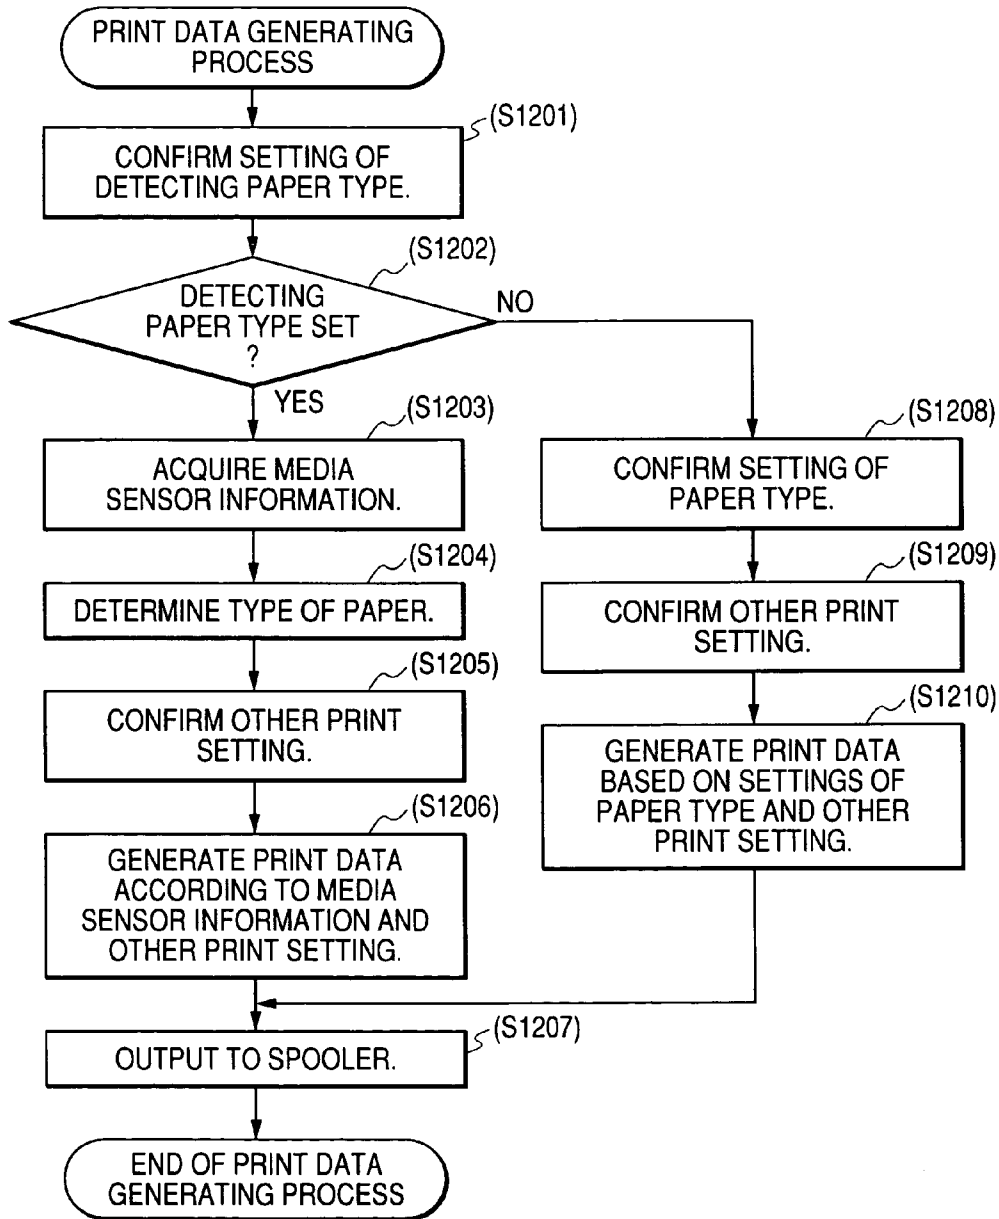 PRINT DATA GENERATING
PROCESS
(S1201)
CONFIRM SETTING OF
DETECTING PAPER TYPE.
(S1202)
DETECTING
PAPER TYPE SET
?
NO
YES
(S1203)
ACQUIRE MEDIA
SENSOR INFORMATION.
(S1204)
DETERMINE TYPE OF PAPER.
(S1205)
CONFIRM OTHER PRINT
SETTING.
(S1206)
GENERATE PRINT DATA
ACCORDING TO MEDIA
SENSOR INFORMATION AND
OTHER PRINT SETTING.
(S1208)
CONFIRM SETTING OF
PAPER TYPE.
(S1209)
CONFIRM OTHER PRINT
SETTING.
(S1210)
GENERATE PRINT DATA
BASED ON SETTINGS OF
PAPER TYPE AND OTHER
PRINT SETTING.
(S1207)
OUTPUT TO SPOOLER.
END OF PRINT DATA
GENERATING PROCESS